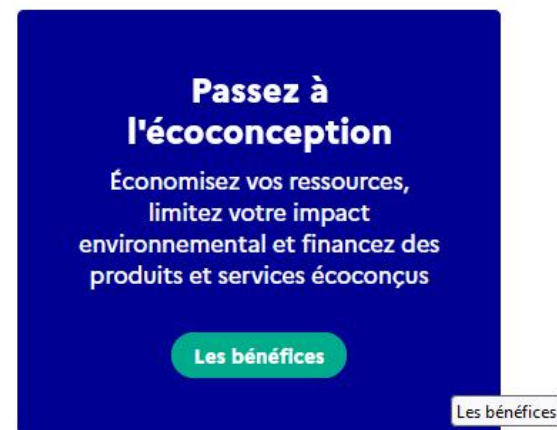 Passez à
l'écoconception
Économisez vos ressources,
limitez votre impact
environnemental et financez des
produits et services écoconçus
Les bénéfices
Les bénéfices